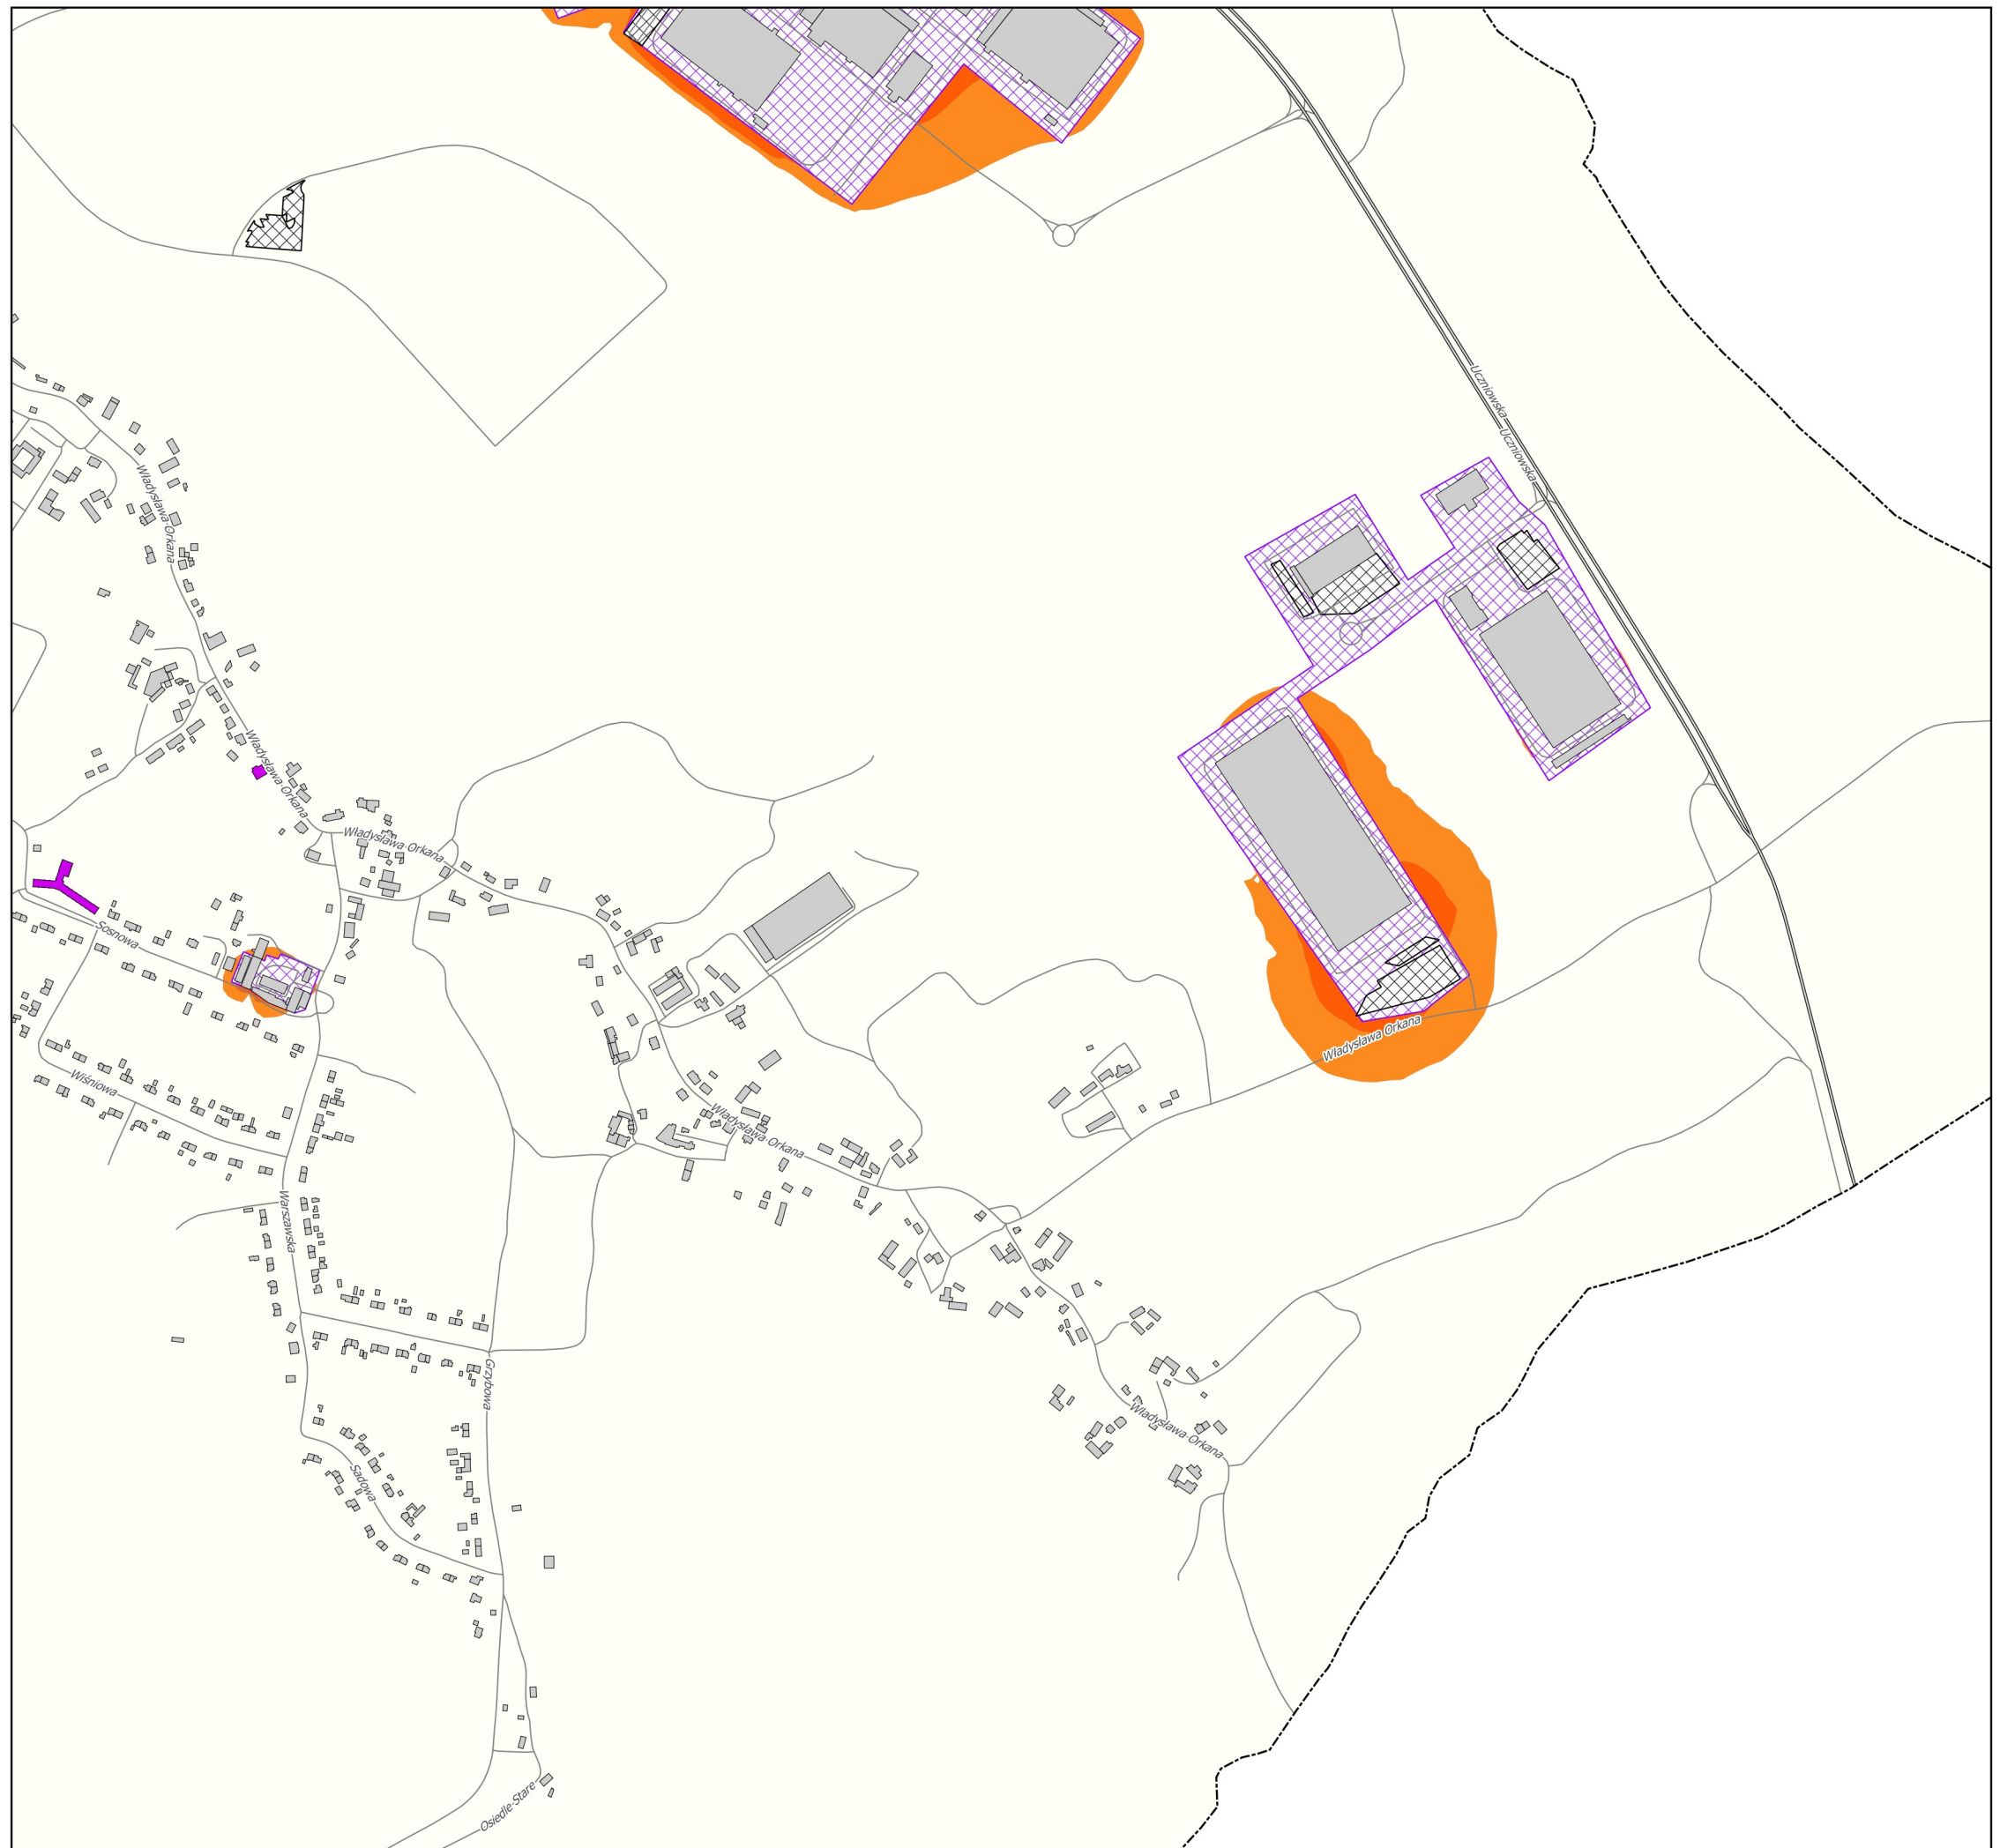 Uczniowska
Uczniowska
Władysława Orkana
Władysława Orkana
Władysława Orkana
Sosnowa
Władysława Orkana
Wiśniowa
Władysława Orkana
Warszawska
Grzybowa
Władysława Orkana
Sadowa
Osiedle Stare